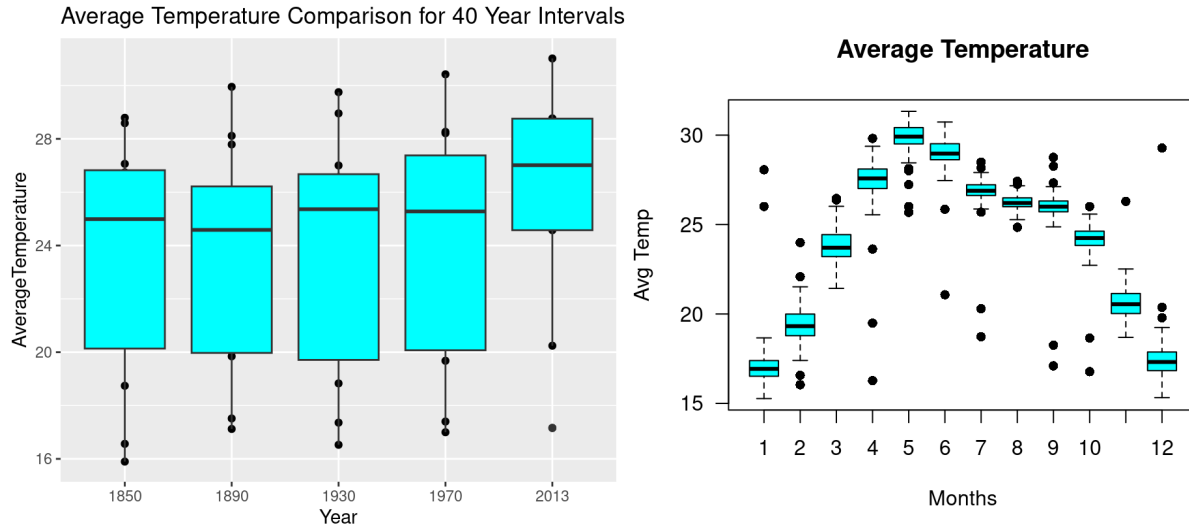 Average Temperature Comparison for 40 Year Intervals
AverageTemperature
28
24
20
16
1850 1890 1930 1970 2013
Year
Average Temperature
Avg Temp
30
25
20
15
1 2 3 4 5 6 7 8 9 10 12
Months